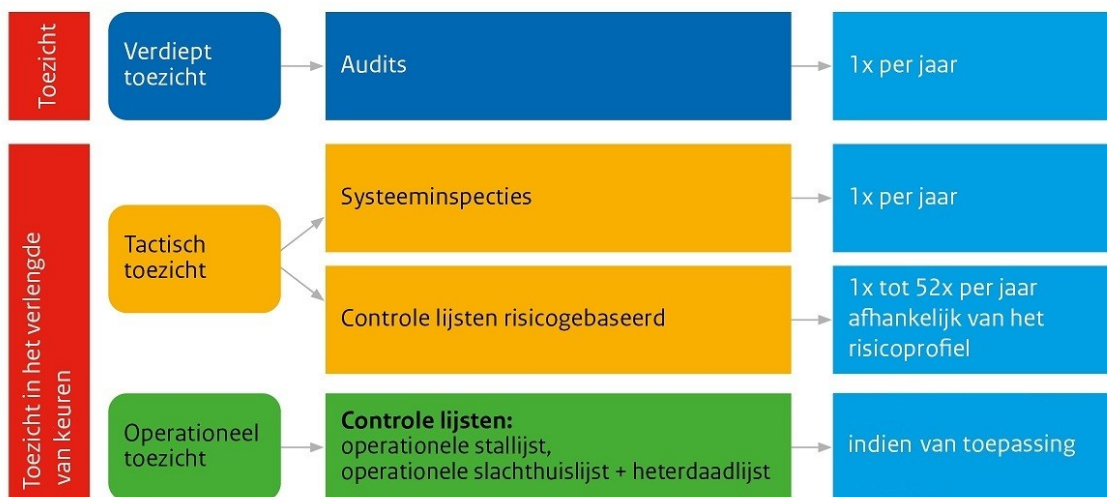 Toezicht
Verdiept
toezicht
Audits
1x per jaar
Toezicht in het verlengde
van keuren
Tactisch
toezicht
Systeeminspecties
1x per jaar
Controle lijsten risicogebaseerd
1x tot 52x per jaar
afhankelijk van het
risicoprofiel
Operationeel
toezicht
Controle lijsten:
operationele stallijst,
operationele slachthuislijst + heterdaadlijst
indien van toepassing